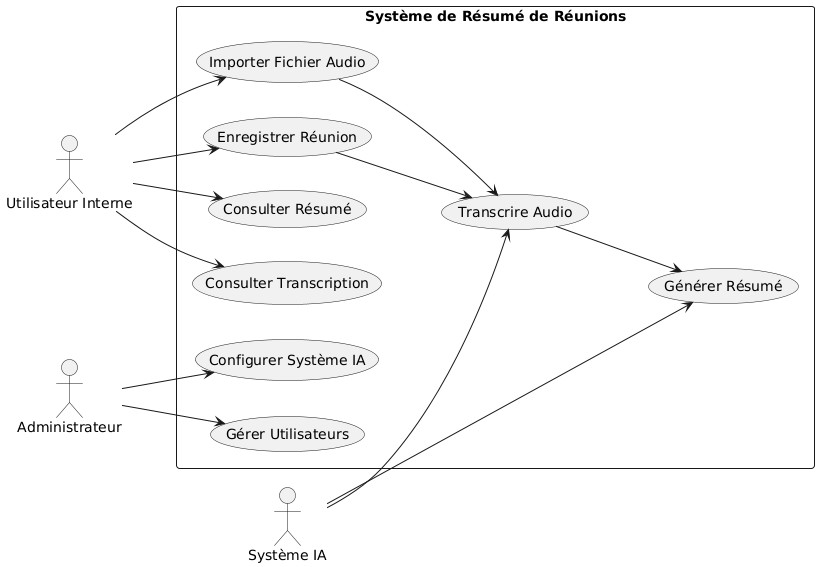 Système de Résumé de Réunions
Importer Fichier Audio
Enregistrer Réunion
Utilisateur Interne
Consulter Résumé
Transcrire Audio
Consulter Transcription
Générer Résumé
Configurer Système IA
Administrateur
Gérer Utilisateurs
Système IA